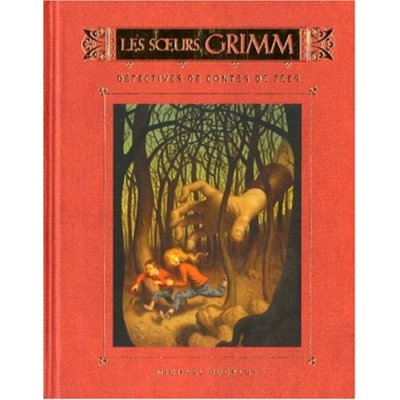 LES SŒURS GRIMM
DÉTECTIVES DE CONTES DE FÉES
MICHAEL BUCKLEY